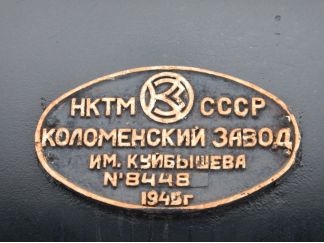 НКТМ СССР
КОЛОМЕНСКИЙ ЗАВОД
ИМ. КУЙБЫШЕВА
№8448
1945г